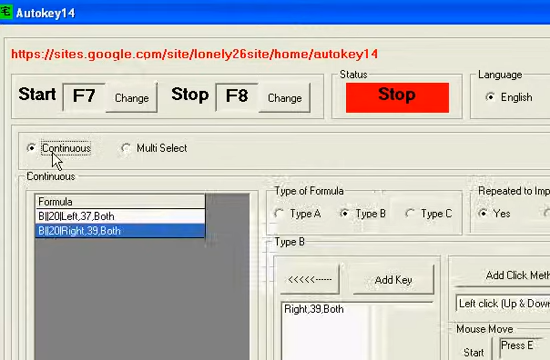 Autokey14
https://sites.google.com/site/lonely26site/home/autokey14
Start F7 Change Stop F8 Change
Status
Stop
Language
English
Continuous Multi Select
Continuous
Formula
B||20|Left,37,Both
B||20|Right,39,Both
Type of Formula
Type A Type B Type C
Repeated to Imp
Yes
Type B
<<<<<------ Add Key
Right,39,Both
Add Click Meth
Left click (Up & Down
Mouse Move
Start Press E